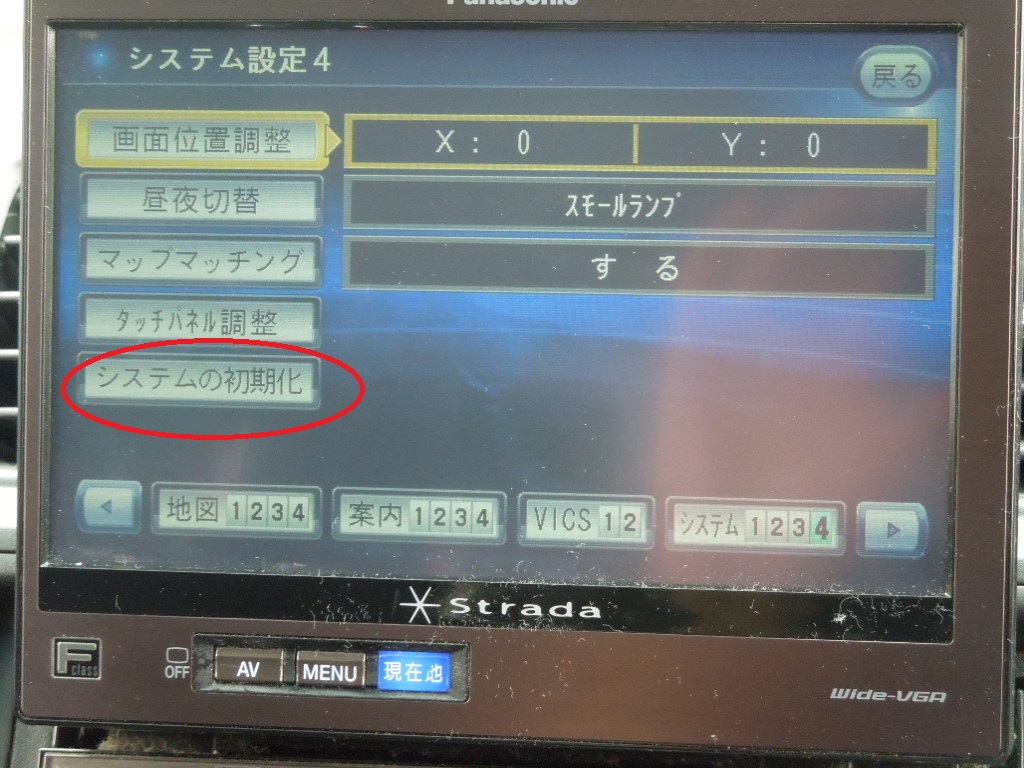 Panasonic
システム設定4
戻る
画面位置調整 X: 0 Y: 0
昼夜切替 スモールランプ
マップマッチング する
タッチパネル調整
システムの初期化
地図 1 2 3 4 案内 1 2 3 4 VICS 1 2 システム 1 2 3 4
Strada
F class
OFF AV MENU 現在地
Wide-VGA